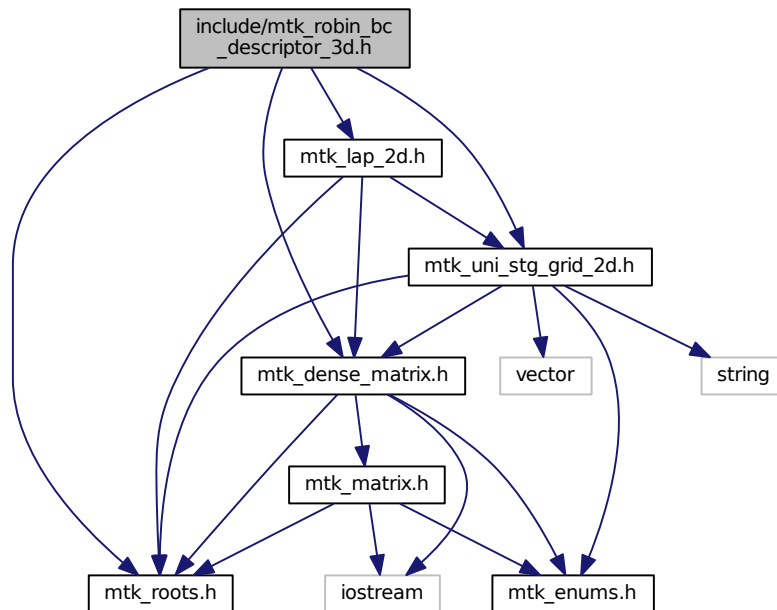 include/mtk_robin_bc
_descriptor_3d.h
mtk_lap_2d.h
mtk_uni_stg_grid_2d.h
mtk_dense_matrix.h
vector
string
mtk_matrix.h
mtk_roots.h
iostream
mtk_enums.h